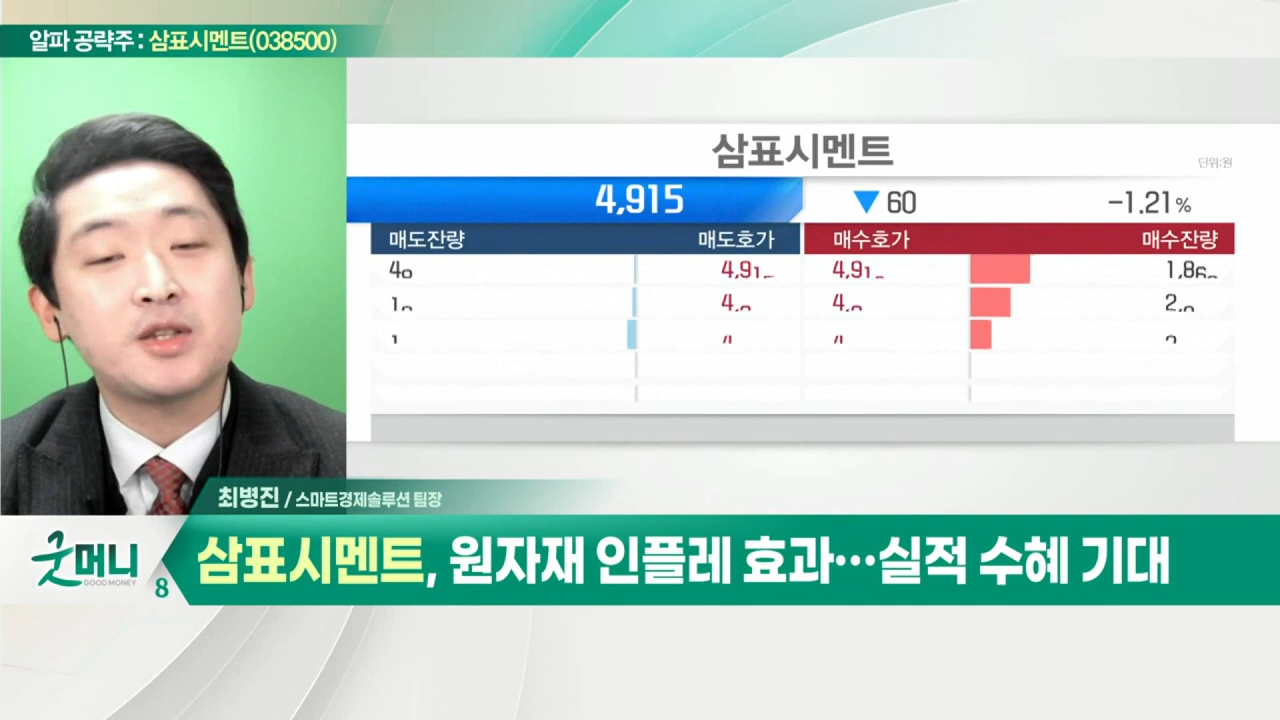 알파 공략주 : 삼표시멘트(038500)
삼표시멘트
단위:원
4,915 ▼ 60 -1.21%
매도잔량 매도호가 매수호가 매수잔량
최병진 / 스마트경제솔루션 팀장
굿머니
GOOD MONEY
8
삼표시멘트, 원자재 인플레 효과…실적 수혜 기대